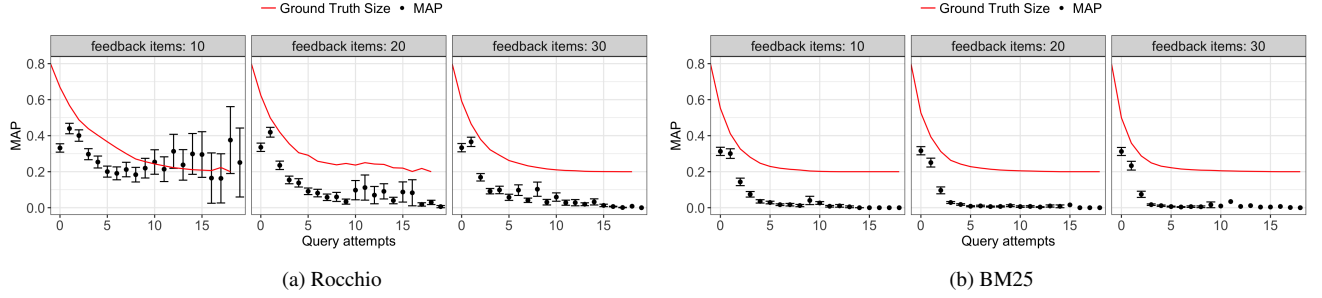 Ground Truth Size MAP
feedback items: 10 feedback items: 20 feedback items: 30
MAP
0.8
0.6
0.4
0.2
0.0
0 5 10 15 0 5 10 15 0 5 10 15
Query attempts
(a) Rocchio
Ground Truth Size MAP
feedback items: 10 feedback items: 20 feedback items: 30
MAP
0.8
0.6
0.4
0.2
0.0
0 5 10 15 0 5 10 15 0 5 10 15
Query attempts
(b) BM25